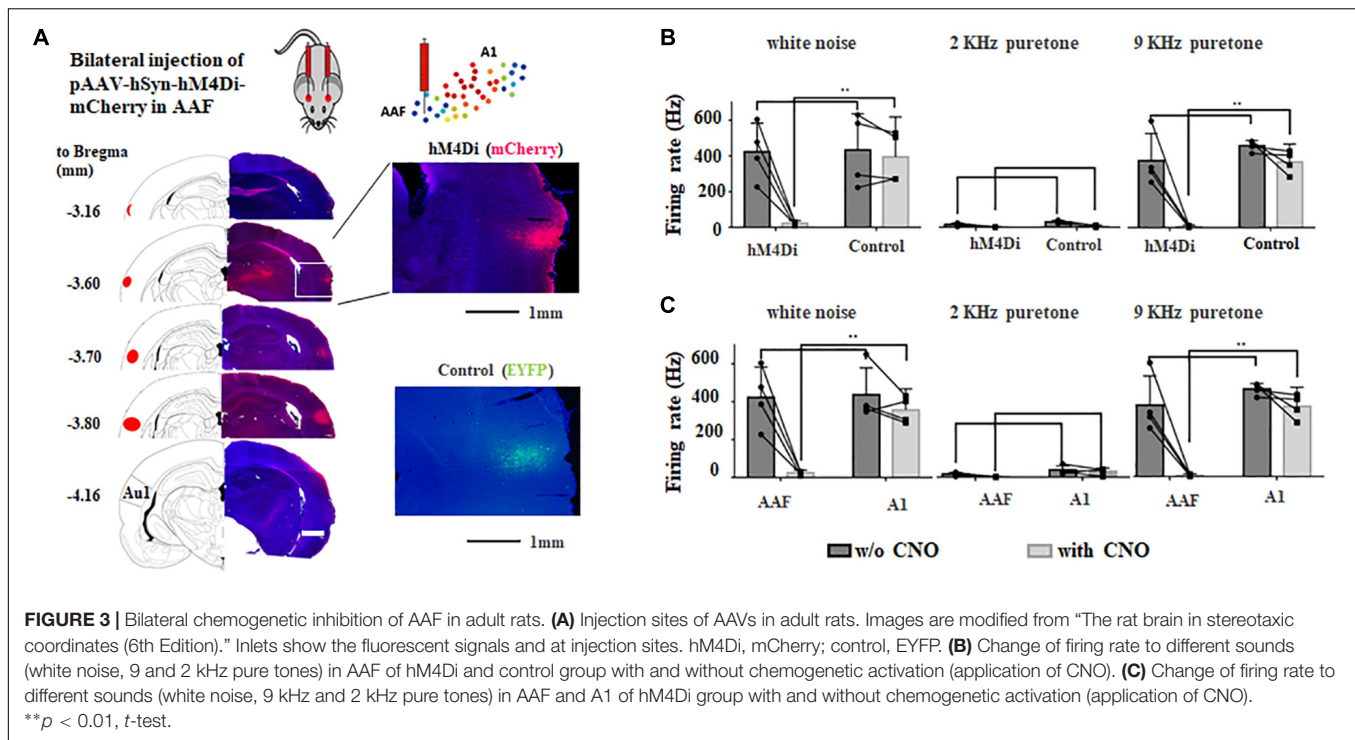 A
Bilateral injection of
pAAV-hSyn-hM4Di-
mCherry in AAF
A1
AAF
to Bregma
(mm)
-3.16
-3.60
-3.70
-3.80
-4.16
Au1
hM4Di (mCherry)
1mm
Control (EYFP)
1mm
B
white noise
2 KHz puretone
9 KHz puretone
**
**
Firing rate (Hz)
600
400
200
0
hM4Di
Control
hM4Di
Control
hM4Di
Control
C
white noise
2 KHz puretone
9 KHz puretone
**
**
Firing rate (Hz)
600
400
200
0
AAF
A1
AAF
A1
AAF
A1
w/o CNO
with CNO
FIGURE 3 | Bilateral chemogenetic inhibition of AAF in adult rats. (A) Injection sites of AAVs in adult rats. Images are modified from “The rat brain in stereotaxic
coordinates (6th Edition).” Inlets show the fluorescent signals and at injection sites. hM4Di, mCherry; control, EYFP. (B) Change of firing rate to different sounds
(white noise, 9 and 2 kHz pure tones) in AAF of hM4Di and control group with and without chemogenetic activation (application of CNO). (C) Change of firing rate to
different sounds (white noise, 9 kHz and 2 kHz pure tones) in AAF and A1 of hM4Di group with and without chemogenetic activation (application of CNO).
**p < 0.01, t-test.